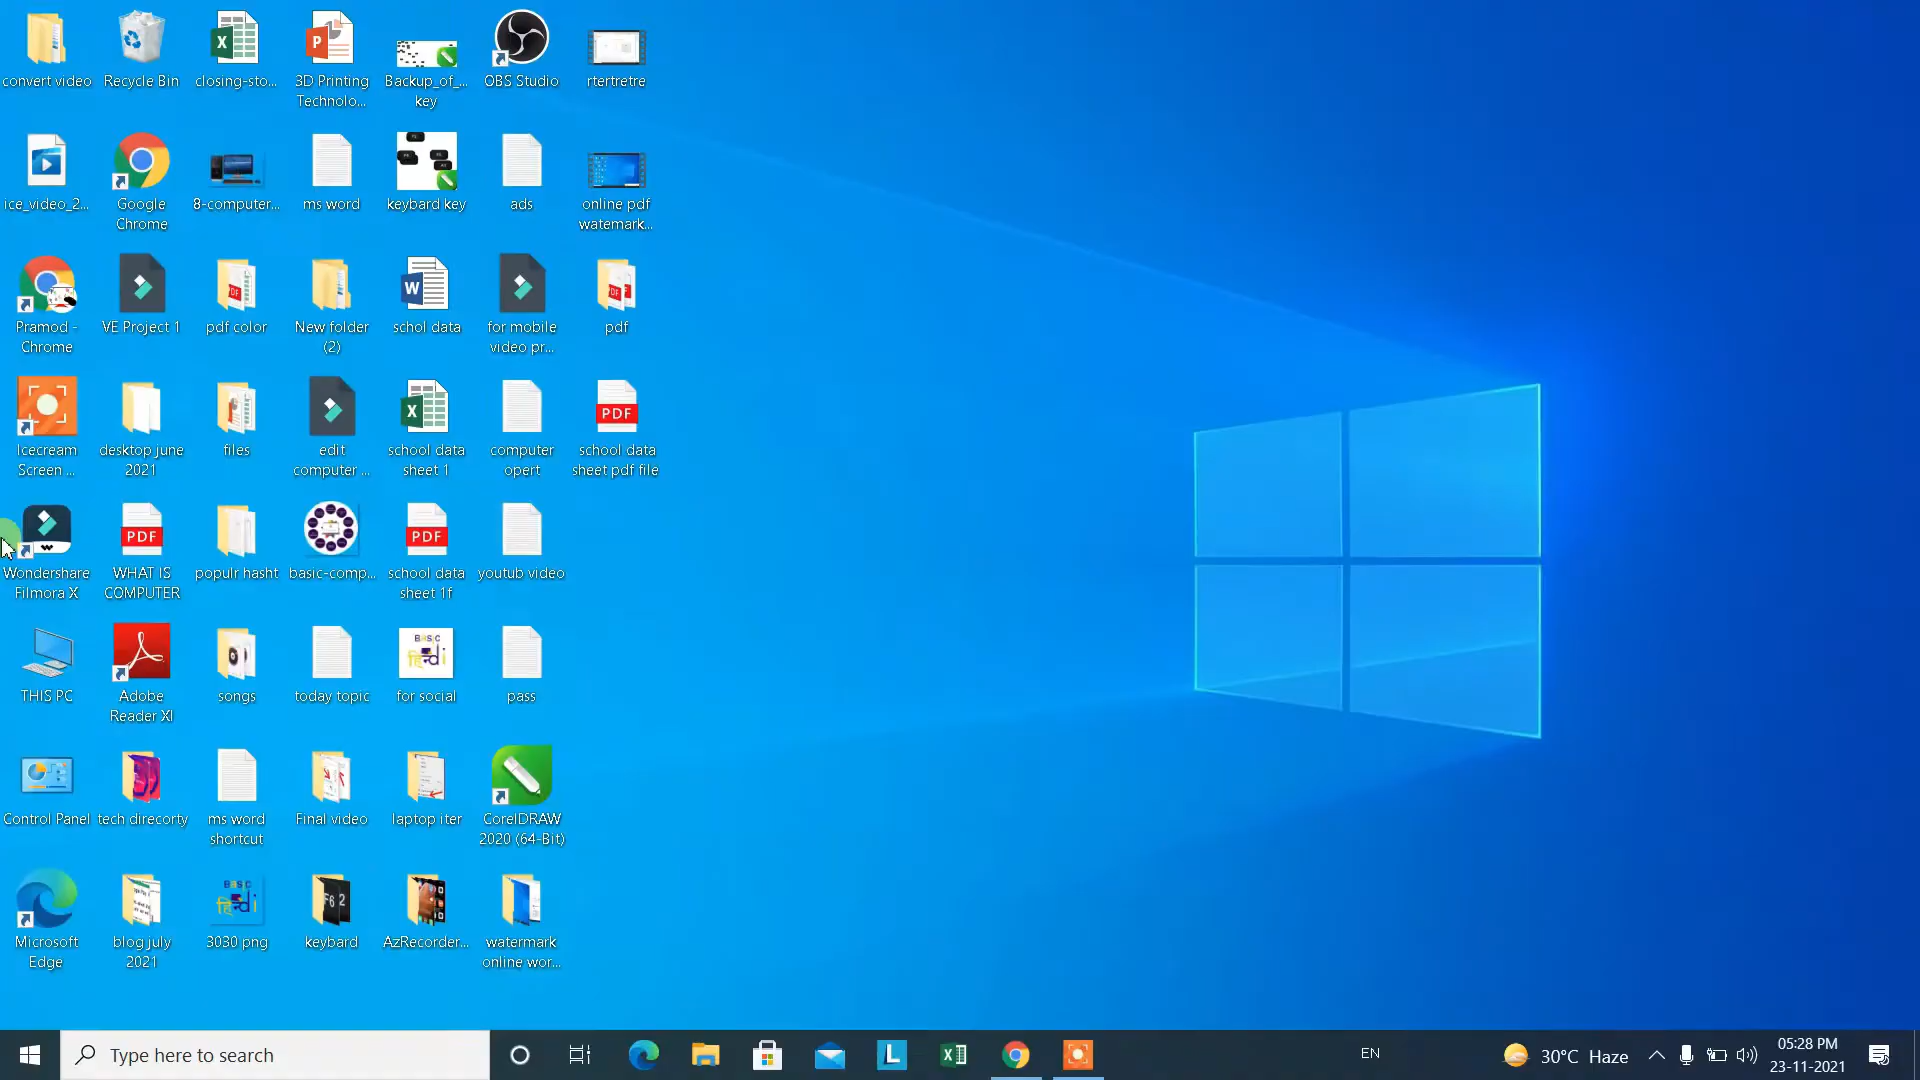 convert video
Recycle Bin
closing-sto...
3D Printing
Technolo...
Backup_of_...
key
OBS Studio
rtertretre
ice_video_2...
Google
Chrome
8-computer...
ms word
keybard key
ads
online pdf
watemark...
Pramod -
Chrome
VE Project 1
pdf color
New folder
(2)
schol data
for mobile
video pr...
pdf
Icecream
Screen ...
desktop june
2021
files
edit
computer ...
school data
sheet 1
computer
opert
PDF
school data
sheet pdf file
Wondershare
Filmora X
PDF
WHAT IS
COMPUTER
populr hasht
basic-comp...
PDF
school data
sheet 1f
youtub video
THIS PC
Adobe
Reader XI
songs
today topic
BASIC
हिन्दी
for social
pass
Control Panel
tech direcorty
ms word
shortcut
Final video
laptop iter
CorelDRAW
2020 (64-Bit)
Microsoft
Edge
blog july
2021
BASIC
हिन्दी
3030 png
keybard
AzRecorder...
watermark
online wor...
Type here to search
EN
30°C Haze
05:28 PM
23-11-2021